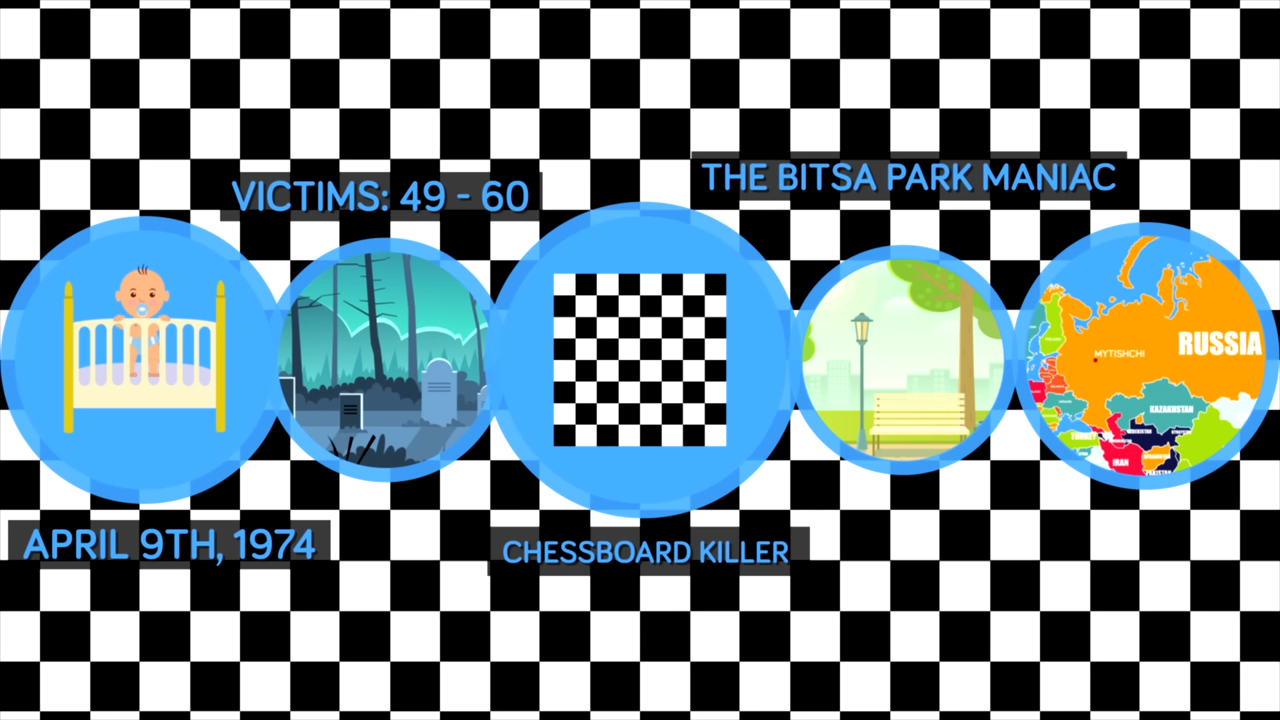 THE BITSA PARK MANIAC
VICTIMS: 49 - 60
RUSSIA
MYTISHCHI
KAZAKHSTAN
TURKEY
IRAN
APRIL 9TH, 1974
CHESSBOARD KILLER